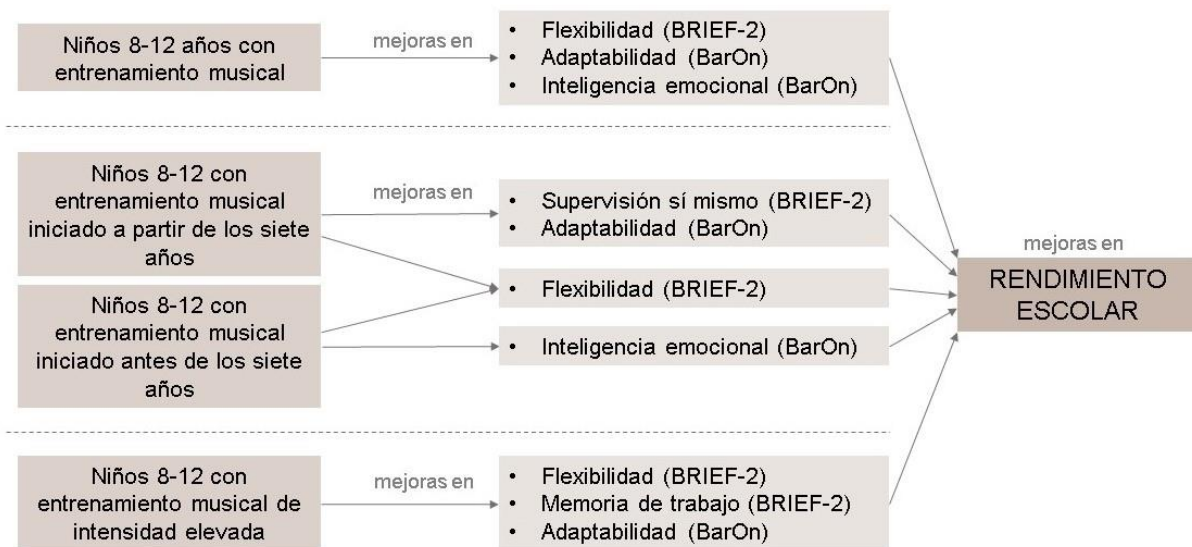 Niños 8-12 años con
entrenamiento musical
mejoras en
• Flexibilidad (BRIEF-2)
• Adaptabilidad (BarOn)
• Inteligencia emocional (BarOn)
Niños 8-12 con
entrenamiento musical
iniciado a partir de los siete
años
mejoras en
• Supervisión sí mismo (BRIEF-2)
• Adaptabilidad (BarOn)
• Flexibilidad (BRIEF-2)
Niños 8-12 con
entrenamiento musical
iniciado antes de los siete
años
• Inteligencia emocional (BarOn)
Niños 8-12 con
entrenamiento musical de
intensidad elevada
mejoras en
• Flexibilidad (BRIEF-2)
• Memoria de trabajo (BRIEF-2)
• Adaptabilidad (BarOn)
mejoras en
RENDIMIENTO
ESCOLAR